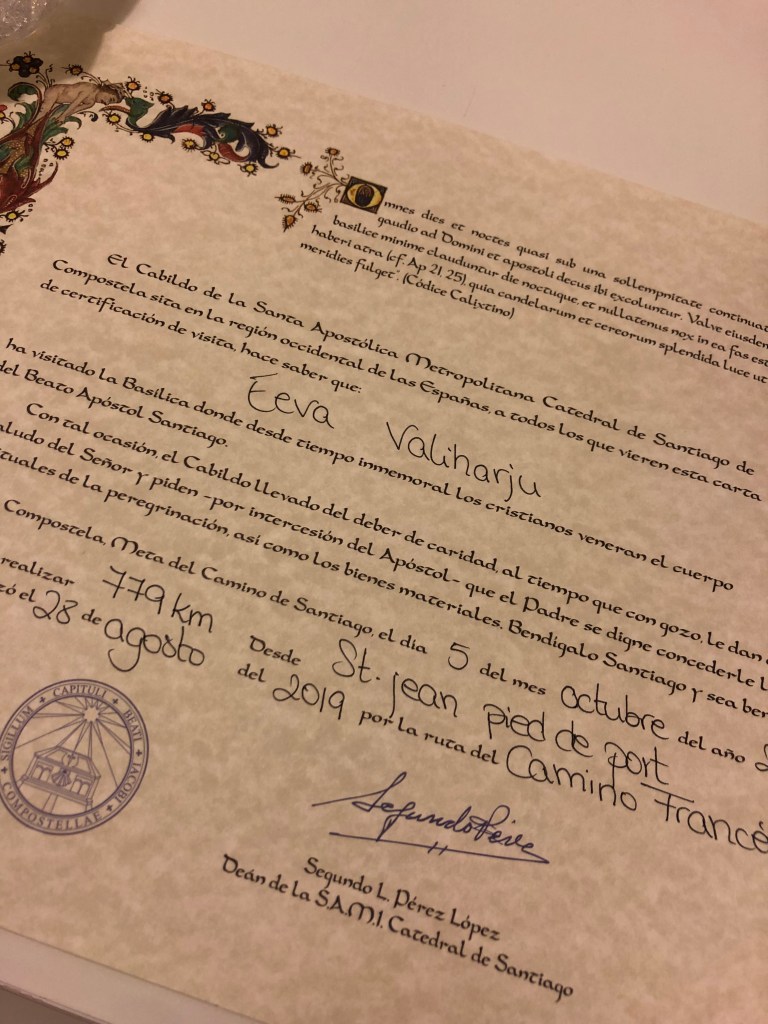 Omnes dies et noctes quasi sub una sollempnitate continuat
gaudio ad Domini et apostoli decus ibi excoluntur. Valve eiusdem
basilice minime clauduntur die noctuque, et nullatenus nox in ea fas est
haberi atra (cf. Ap 21, 25), quia candelarum et cereorum splendida luce ut
meridies fulget". (Códice Calixtino)
El Cabildo de la Santa Apostólica Metropolitana Catedral de Santiago de
Compostela sita en la región occidental de las Españas, a todos los que vieren esta carta
de certificación de visita, hace saber que:
Eeva Valiharju
ha visitado la Basílica donde desde tiempo inmemoral los cristianos veneran el cuerpo
del Beato Apóstol Santiago.
Con tal ocasión, el Cabildo llevado del deber de caridad, al tiempo que con gozo, le dan
saludo del Señor y piden -por intercesión del Apóstol- que el Padre se digne concederle l
ituales de la peregrinación, así como los bienes materiales. Bendígalo Santiago y sea ben
Compostela, Meta del Camino de Santiago, el día 5 del mes octubre del año
realizar 779 km Desde St. jean pied de port
zó el 28 de agosto del 2019 por la ruta del Camino Francé
SIGILLUM CAPITULI BEATI IACOBI COMPOSTELLAE
Segundo Pérez
Segundo L. Pérez López
Deán de la S.A.M.I. Catedral de Santiago